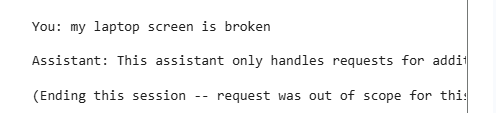 You: my laptop screen is broken
Assistant: This assistant only handles requests for
(Ending this session -- request was out of scope for